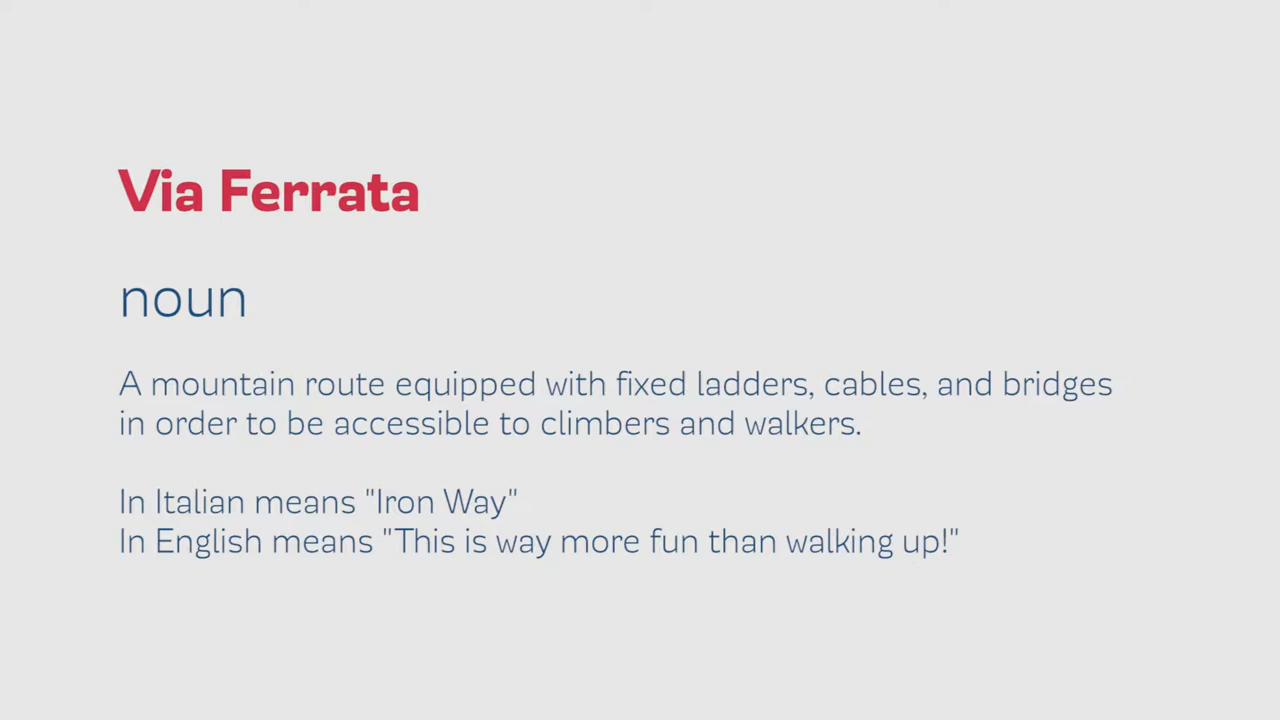 Via Ferrata
noun
A mountain route equipped with fixed ladders, cables, and bridges
in order to be accessible to climbers and walkers.
In Italian means "Iron Way"
In English means "This is way more fun than walking up!"